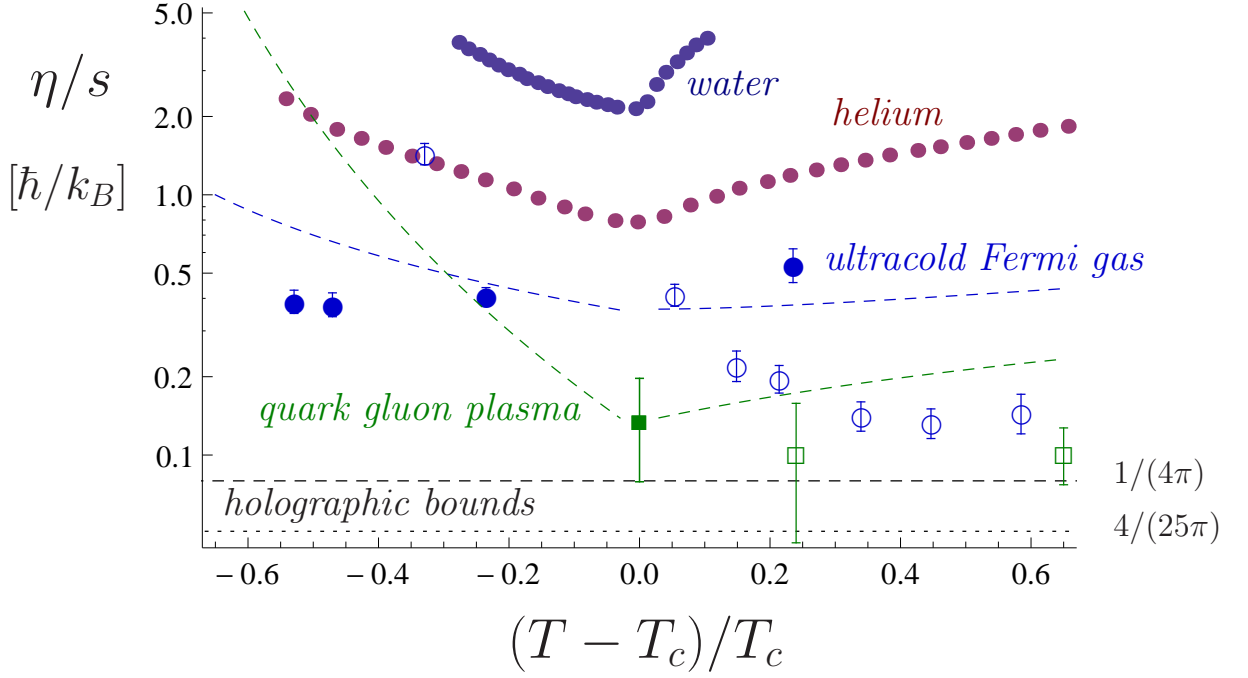 η/s
[ħ/k_B]
5.0
2.0
1.0
0.5
0.2
0.1
water
helium
ultracold Fermi gas
quark gluon plasma
holographic bounds
1/(4π)
4/(25π)
−0.6 −0.4 −0.2 0.0 0.2 0.4 0.6
(T − T_c)/T_c